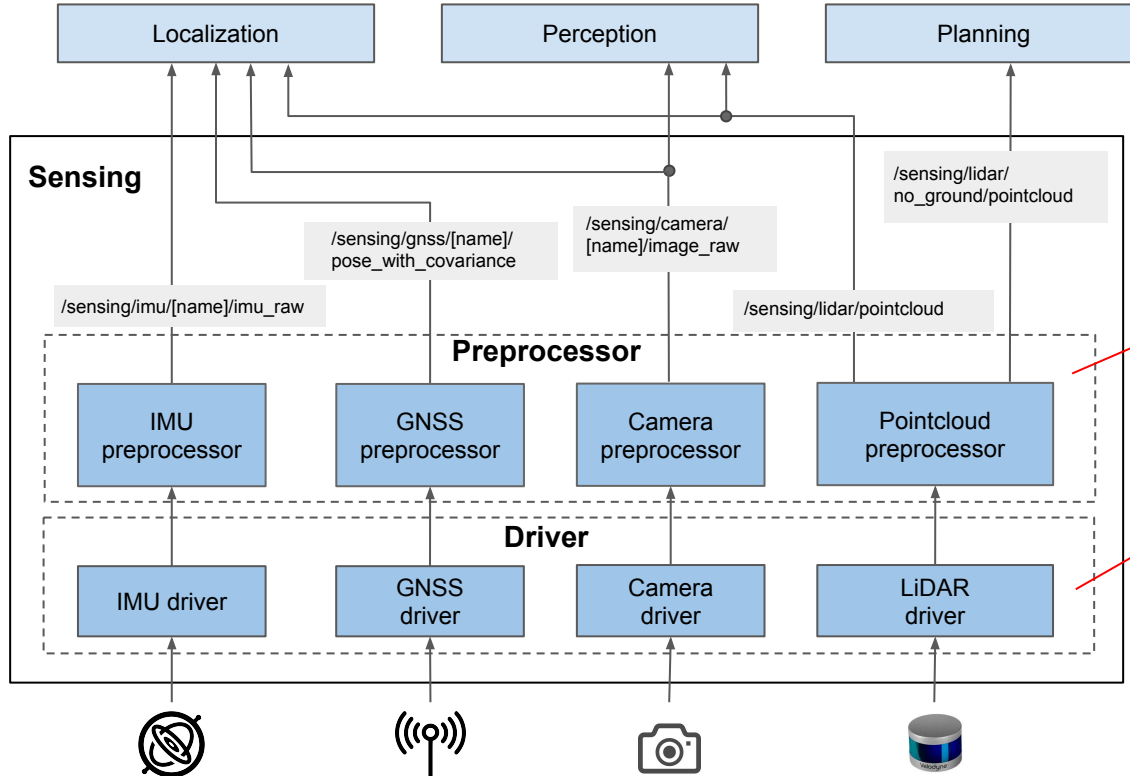 Localization
Perception
Planning
Sensing
/sensing/lidar/
no_ground/pointcloud
/sensing/camera/
[name]/image_raw
/sensing/gnss/[name]/
pose_with_covariance
/sensing/imu/[name]/imu_raw
/sensing/lidar/pointcloud
Preprocessor
IMU
preprocessor
GNSS
preprocessor
Camera
preprocessor
Pointcloud
preprocessor
Driver
IMU driver
GNSS
driver
Camera
driver
LiDAR
driver
Velodyne